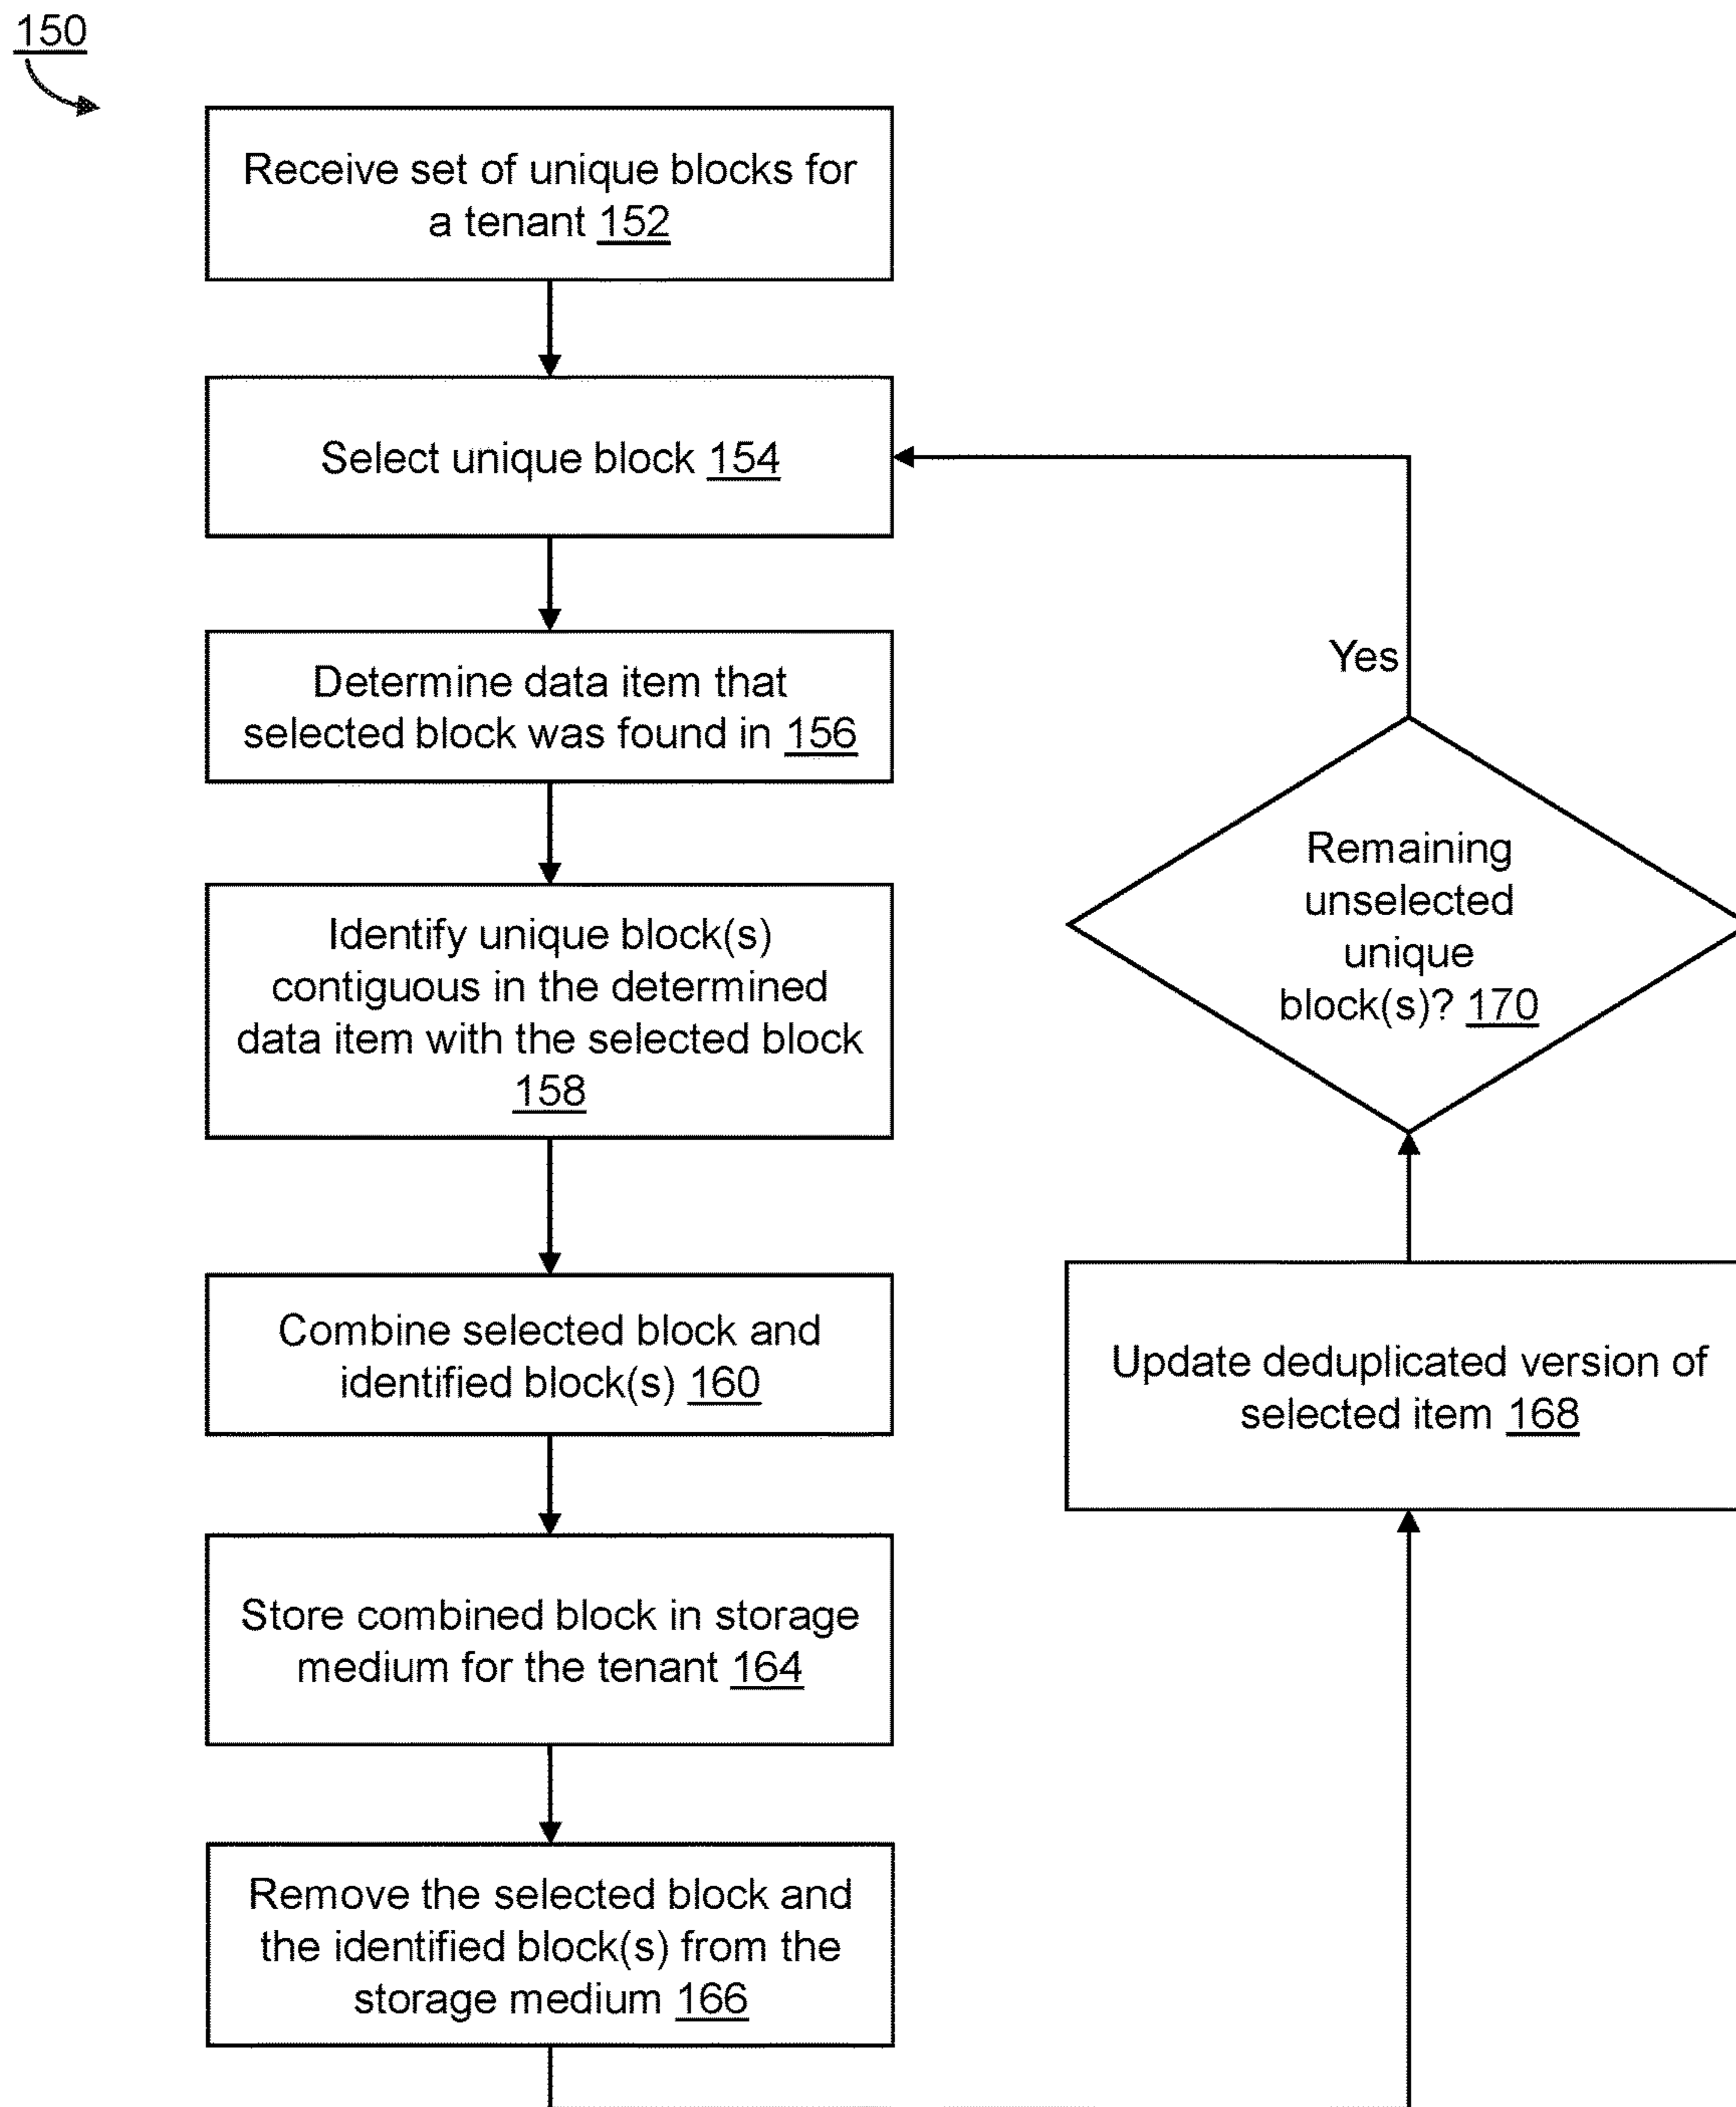 150
Receive set of unique blocks for
a tenant 152
Select unique block 154
Determine data item that
selected block was found in 156
Identify unique block(s)
contiguous in the determined
data item with the selected block
158
Combine selected block and
identified block(s) 160
Store combined block in storage
medium for the tenant 164
Remove the selected block and
the identified block(s) from the
storage medium 166
Update deduplicated version of
selected item 168
Remaining
unselected
unique
block(s)? 170
Yes